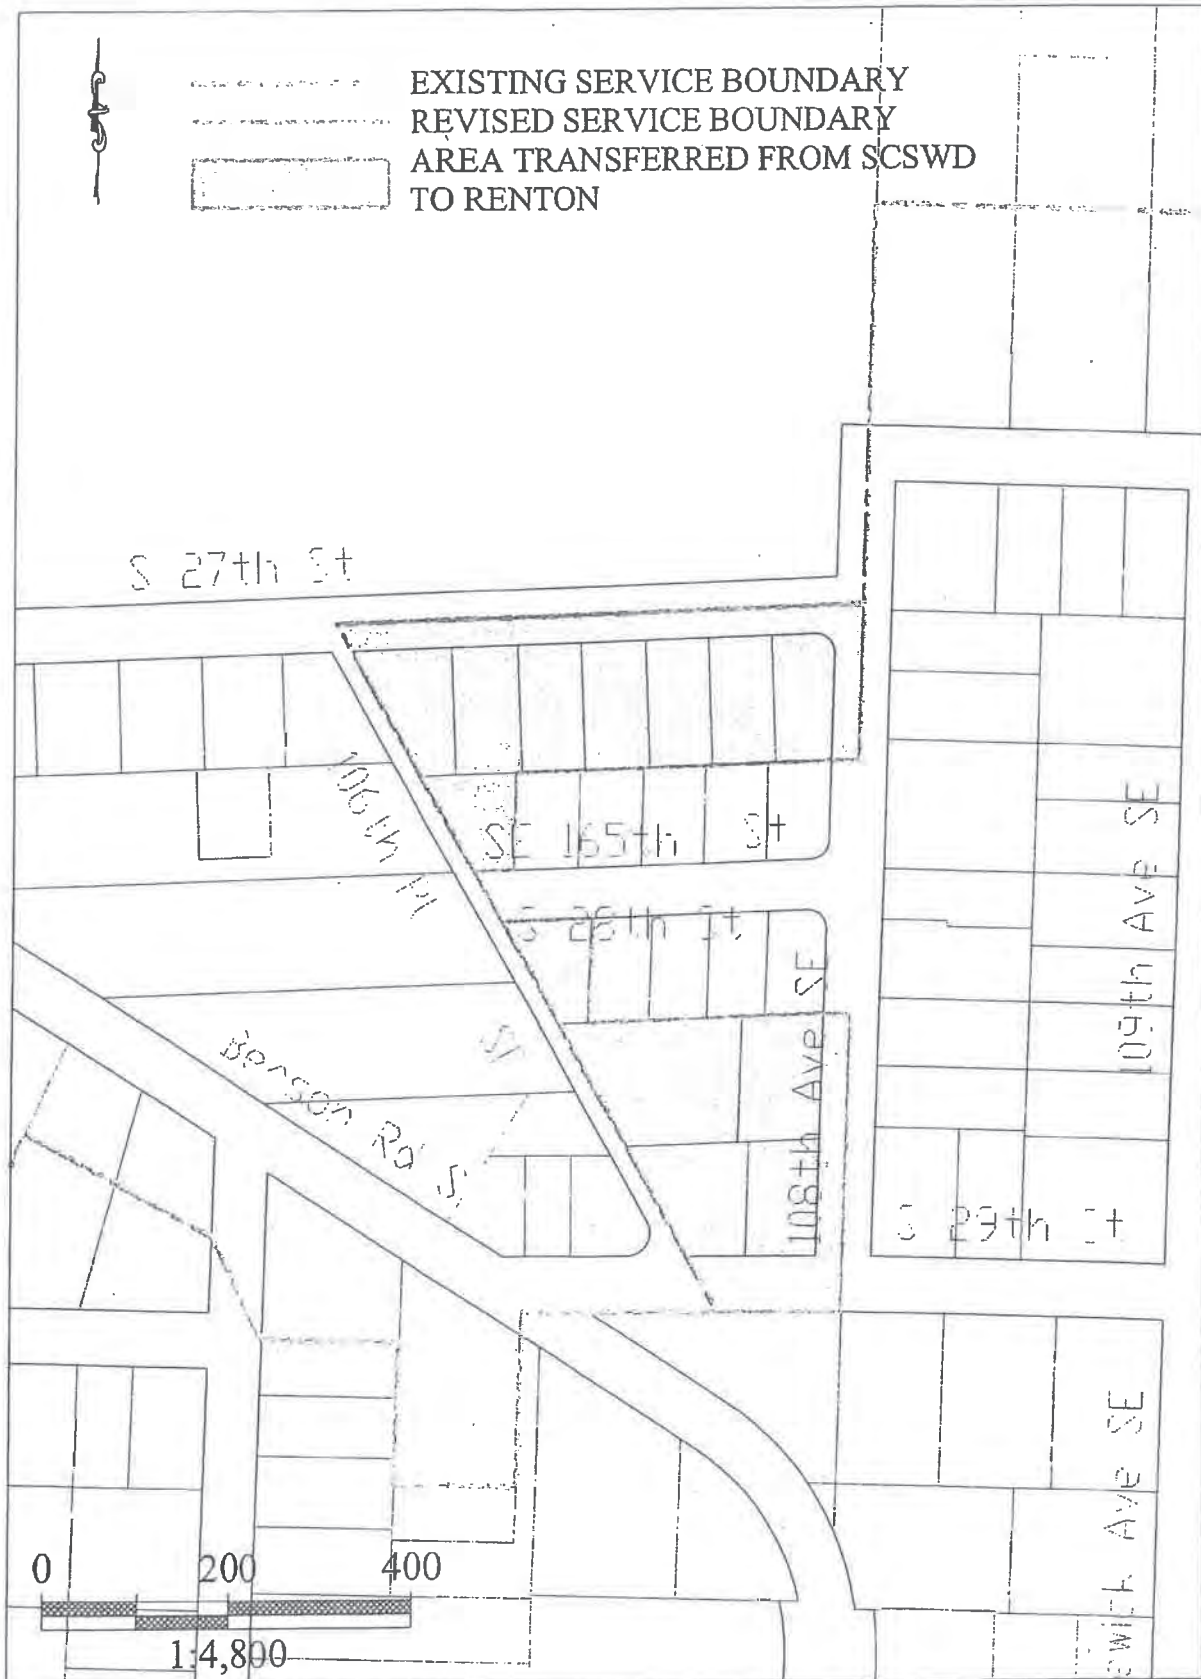 EXISTING SERVICE BOUNDARY
REVISED SERVICE BOUNDARY
AREA TRANSFERRED FROM SCSWD
TO RENTON
S 27th St
106th Pl
SE 165th St
S 28th St
SE
108th Ave
109th Ave SE
Benson Rd S
S 29th St
Ave SE
0 200 400
1:4,800